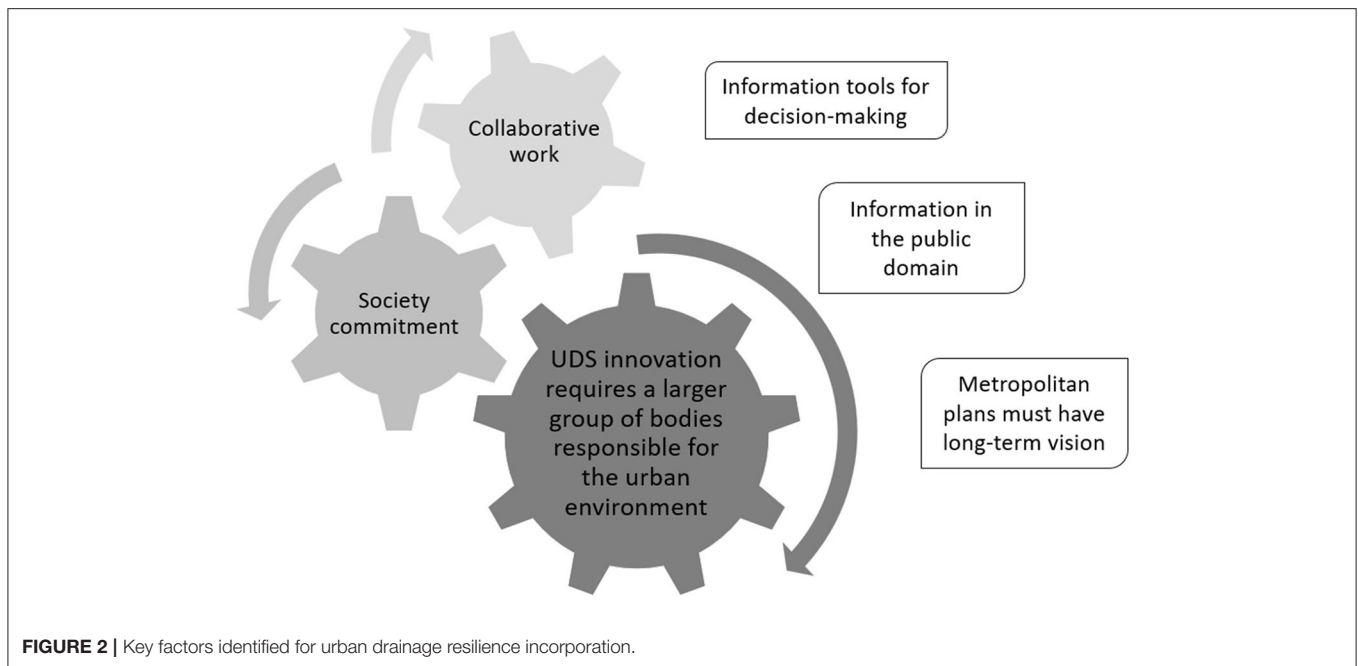 Collaborative
work
Information tools for
decision-making
Society
commitment
Information in
the public
domain
UDS innovation
requires a larger
group of bodies
responsible for
the urban
environment
Metropolitan
plans must have
long-term vision
FIGURE 2 | Key factors identified for urban drainage resilience incorporation.